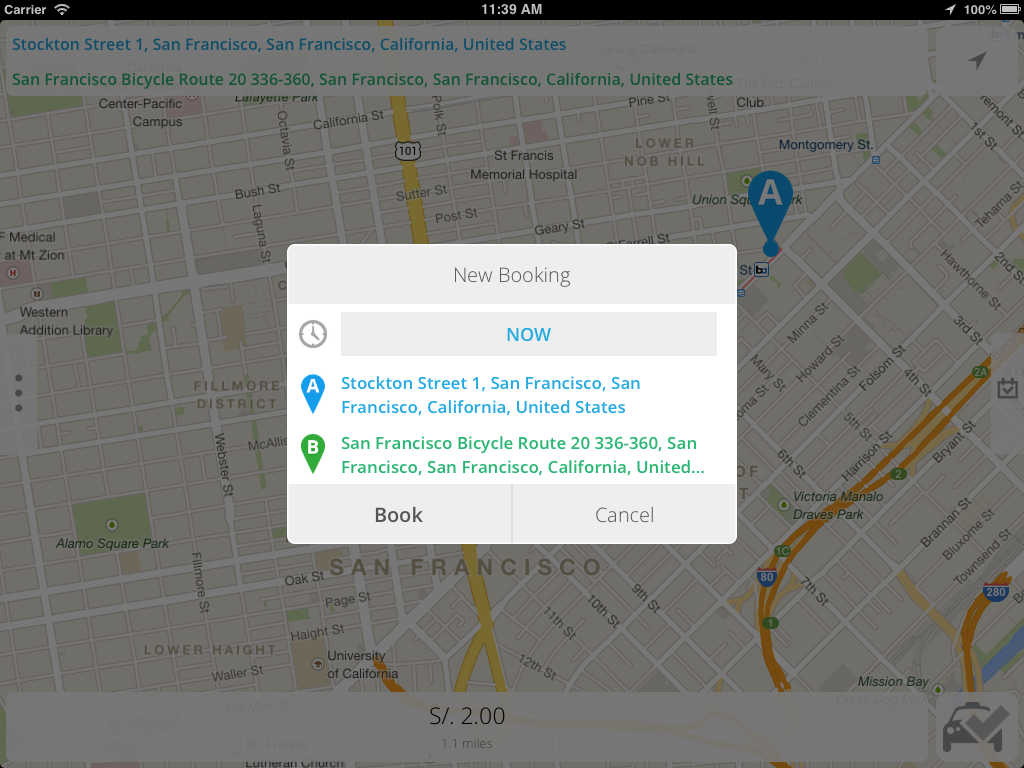 Carrier
11:39 AM
100%
Stockton Street 1, San Francisco, San Francisco, California, United States
San Francisco Bicycle Route 20 336-360, San Francisco, San Francisco, California, United States
Grace Cathedral
California
The Ritz-Carlton
Club
Center-Pacific
Campus
Lafayette Park
California St
Octavia St
Polk St
Pine St
well St
101
St Francis
Memorial Hospital
LOWER
NOB HILL
Montgomery St.
1st St
Tehama St
Bush St
Sutter St
Post St
Geary St
Farrell St
Laguna St
Union Squ
rk
A
St
F Medical
at Mt Zion
H
H
Western
Addition Library
Hawthorne St
2nd St
3rd St
Minna St
Howard St
Folsom St
4th St
Mary St
Clementina St
5th St
Harrison St
Bryant St
6th St
2A
2
New Booking
NOW
A
Stockton Street 1, San Francisco, San
Francisco, California, United States
B
San Francisco Bicycle Route 20 336-360, San
Francisco, San Francisco, California, United...
Book
Cancel
FILLMORE
DISTRICT
McAllis
Webster St
Alamo Square Park
Victoria Manalo
Draves Park
Brannan St
Bluxome St
Townsend St
1C
80
280
1
7th St
SAN FRANCISCO
Fillmore St
Oak St
Page St
Haight St
LOWER HAIGHT
Waller St
University
of California
9th St
10th St
11th St
12th St
Mission Bay
Creek Dog Park
US Mint
S/. 2.00
1.1 miles
St. Francis
Lutheran Church